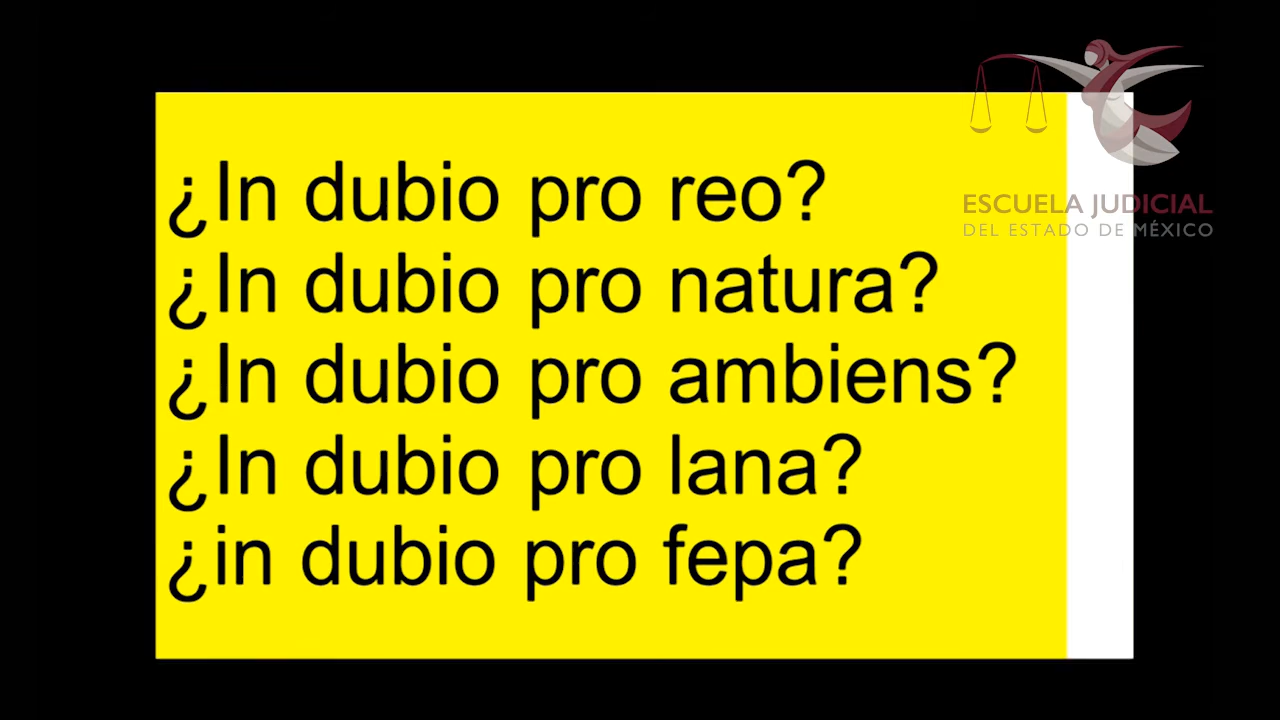 ¿In dubio pro reo?
¿In dubio pro natura?
¿In dubio pro ambiens?
¿In dubio pro lana?
¿in dubio pro fepa?
ESCUELA JUDICIAL
DEL ESTADO DE MÉXICO